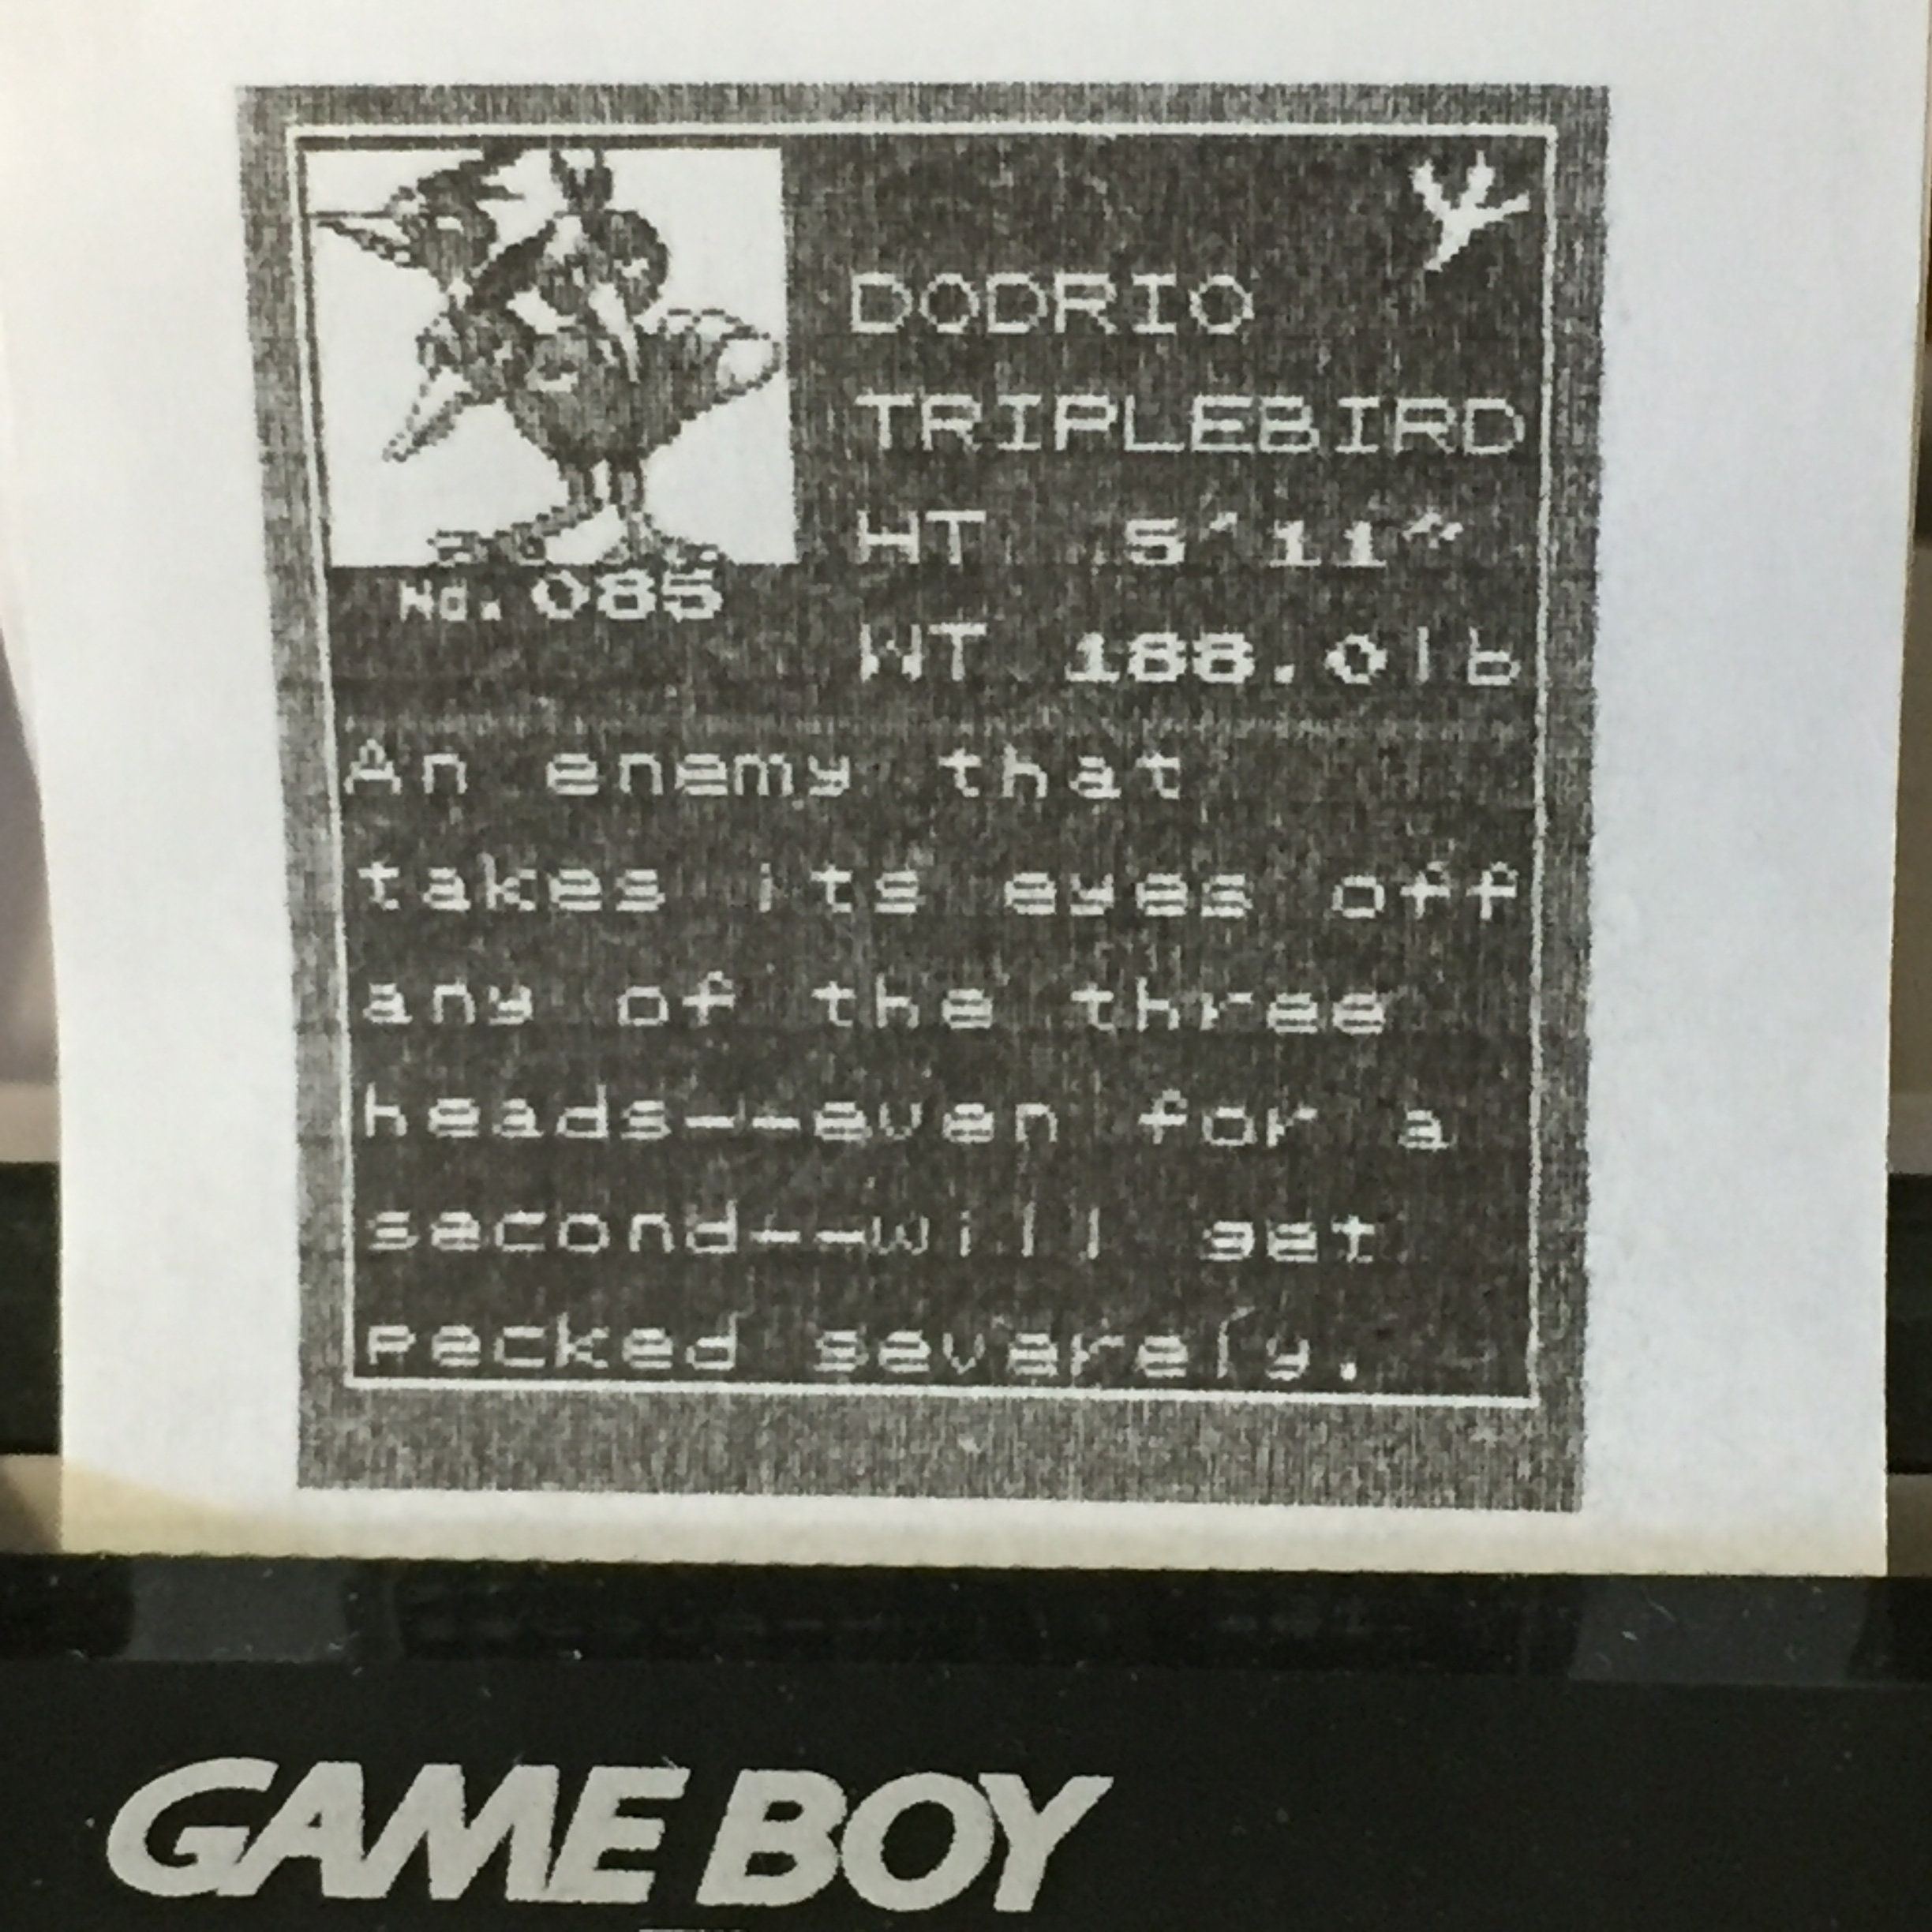 DODRIO
TRIPLEBIRD
HT 5'11"
No.085
WT 188.0lb
An enemy that
takes its eyes off
any of the three
heads--even for a
second--will get
pecked severely.
GAME BOY